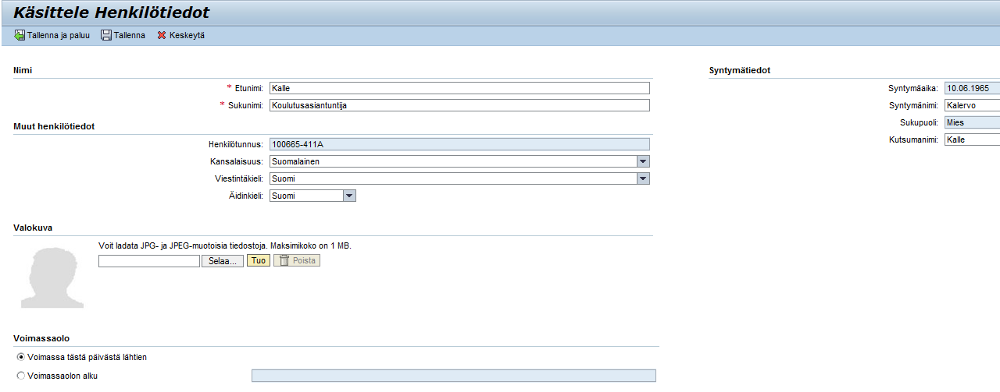 Käsittele Henkilötiedot
Tallenna ja paluu Tallenna Keskeytä
Nimi
* Etunimi: Kalle
* Sukunimi: Koulutusasiantuntija
Muut henkilötiedot
Henkilötunnus: 100665-411A
Kansalaisuus: Suomalainen
Viestintäkieli: Suomi
Äidinkieli: Suomi
Syntymätiedot
Syntymäaika: 10.06.1965
Syntymänimi: Kalervo
Sukupuoli: Mies
Kutsumanimi: Kalle
Valokuva
Voit ladata JPG- ja JPEG-muotoisia tiedostoja. Maksimikoko on 1 MB.
Selaa... Tuo Poista
Voimassaolo
Voimassa tästä päivästä lähtien
Voimassaolon alku